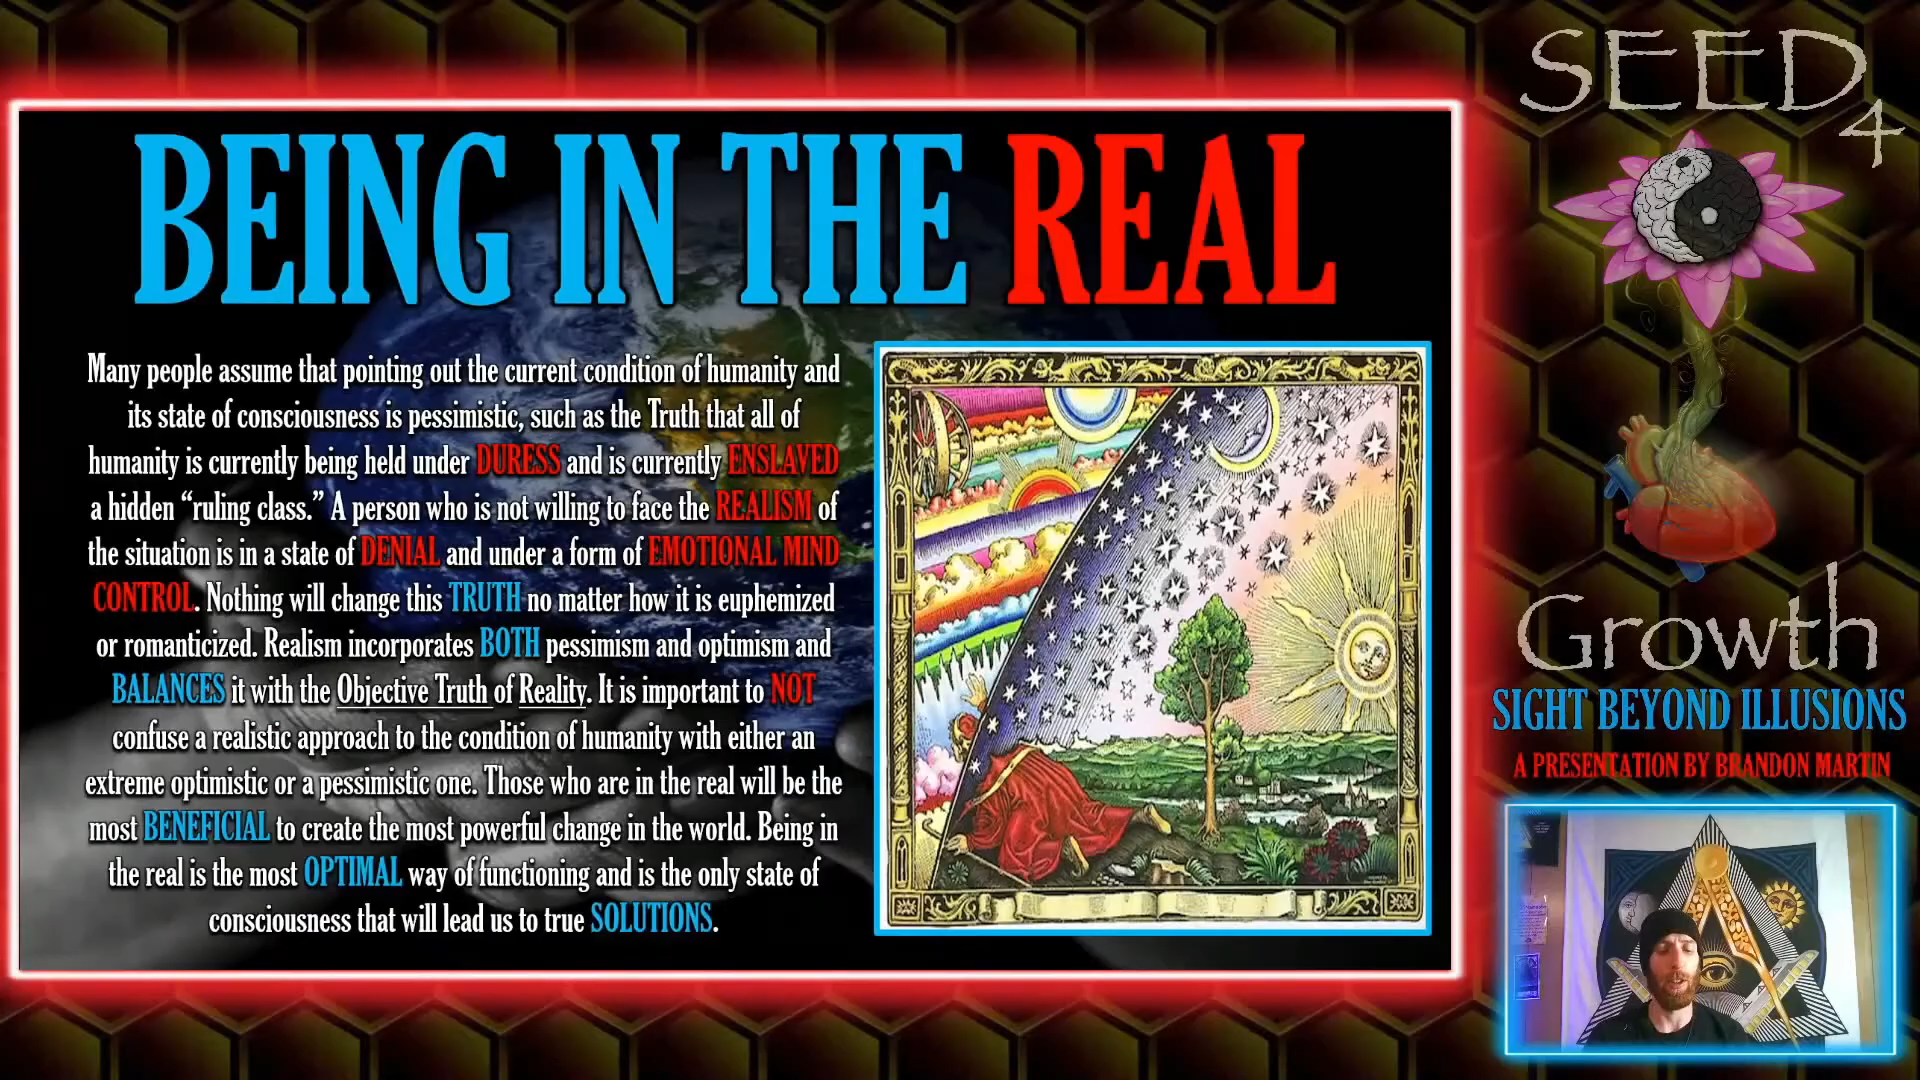 BEING IN THE REAL
Many people assume that pointing out the current condition of humanity and
its state of consciousness is pessimistic, such as the Truth that all of
humanity is currently being held under DURESS and is currently ENSLAVED
a hidden “ruling class.” A person who is not willing to face the REALISM of
the situation is in a state of DENIAL and under a form of EMOTIONAL MIND
CONTROL. Nothing will change this TRUTH no matter how it is euphemized
or romanticized. Realism incorporates BOTH pessimism and optimism and
BALANCES it with the Objective Truth of Reality. It is important to NOT
confuse a realistic approach to the condition of humanity with either an
extreme optimistic or a pessimistic one. Those who are in the real will be the
most BENEFICIAL to create the most powerful change in the world. Being in
the real is the most OPTIMAL way of functioning and is the only state of
consciousness that will lead us to true SOLUTIONS.
SEED
4
Growth
SIGHT BEYOND ILLUSIONS
A PRESENTATION BY BRANDON MARTIN